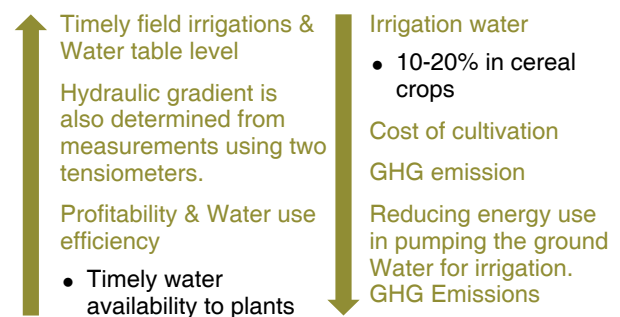 Timely field irrigations &
Water table level
Hydraulic gradient is
also determined from
measurements using two
tensiometers.
Profitability & Water use
efficiency
• Timely water
availability to plants
Irrigation water
• 10-20% in cereal
crops
Cost of cultivation
GHG emission
Reducing energy use
in pumping the ground
Water for irrigation.
GHG Emissions